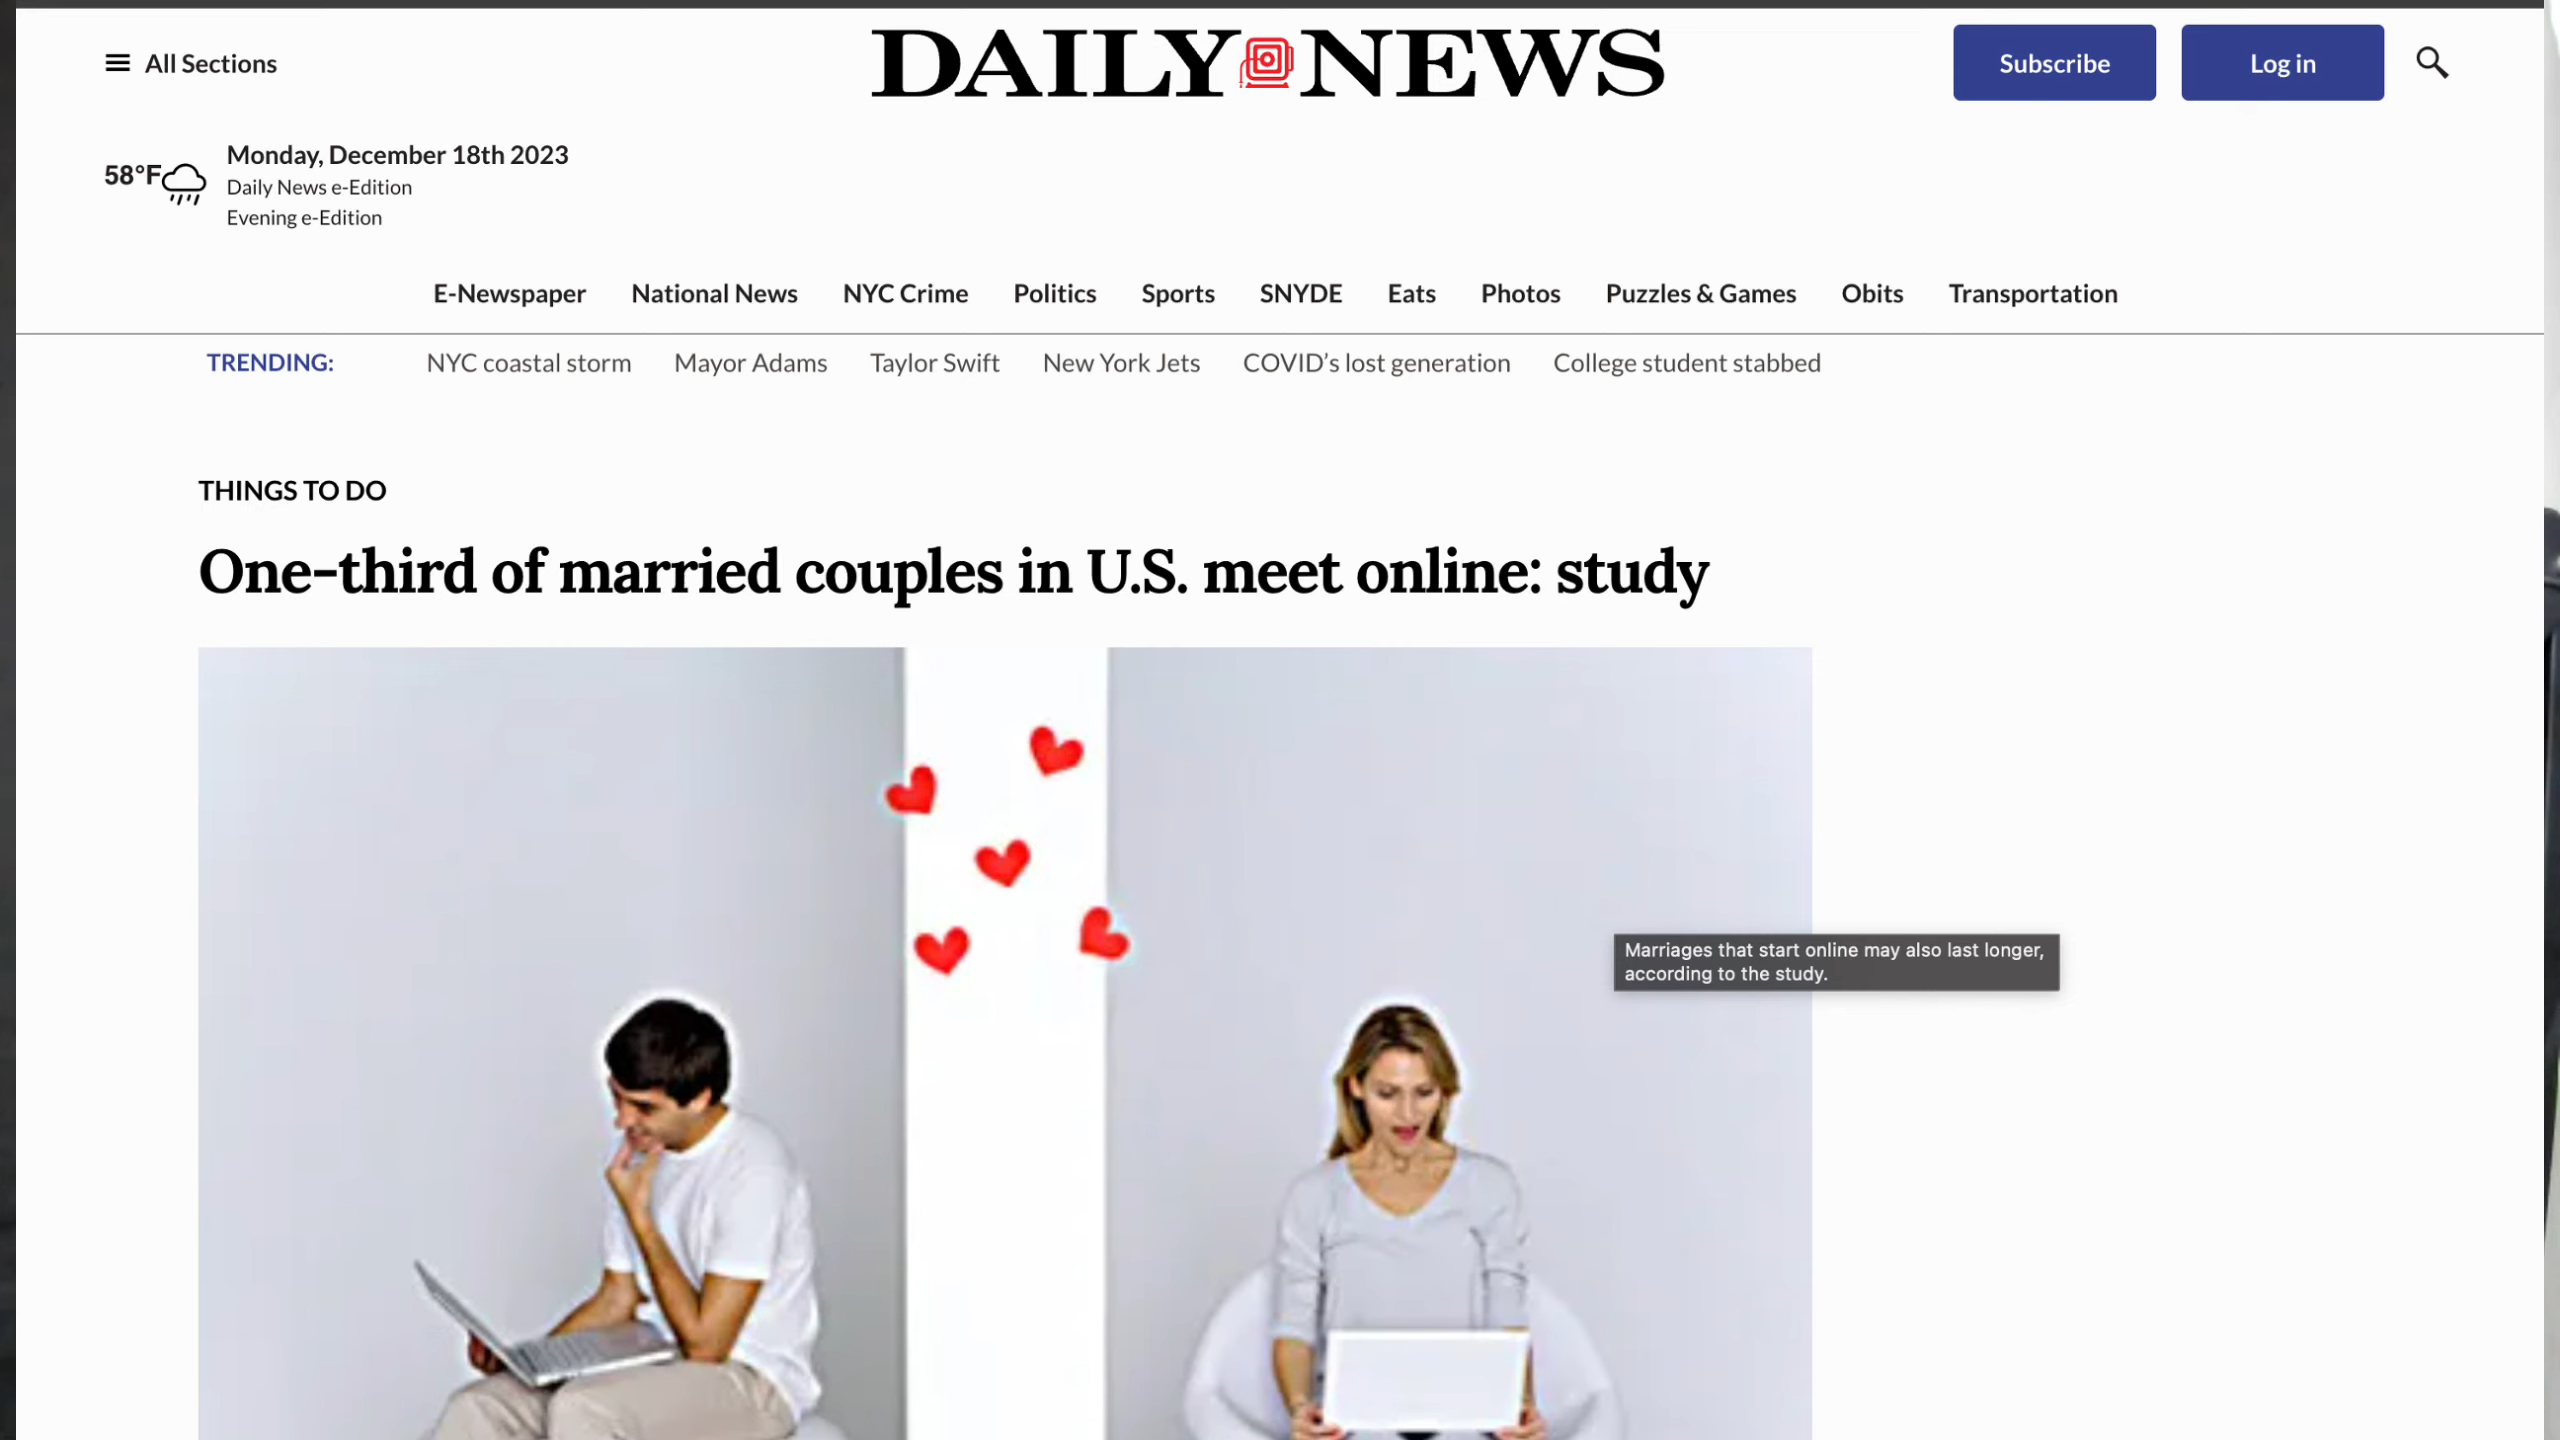 All Sections
DAILY NEWS
Subscribe
Log in
58°F
Monday, December 18th 2023
Daily News e-Edition
Evening e-Edition
E-Newspaper National News NYC Crime Politics Sports SNYDE Eats Photos Puzzles & Games Obits Transportation
TRENDING: NYC coastal storm Mayor Adams Taylor Swift New York Jets COVID’s lost generation College student stabbed
THINGS TO DO
One-third of married couples in U.S. meet online: study
Marriages that start online may also last longer,
according to the study.